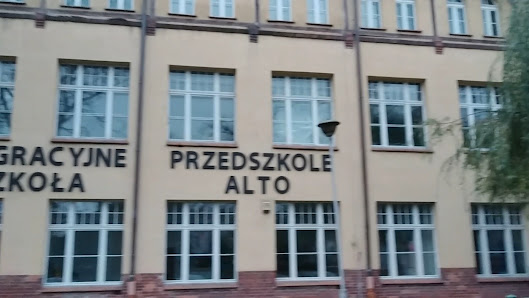 GRACYJNE
ZKOŁA
PRZEDSZKOLE
ALTO